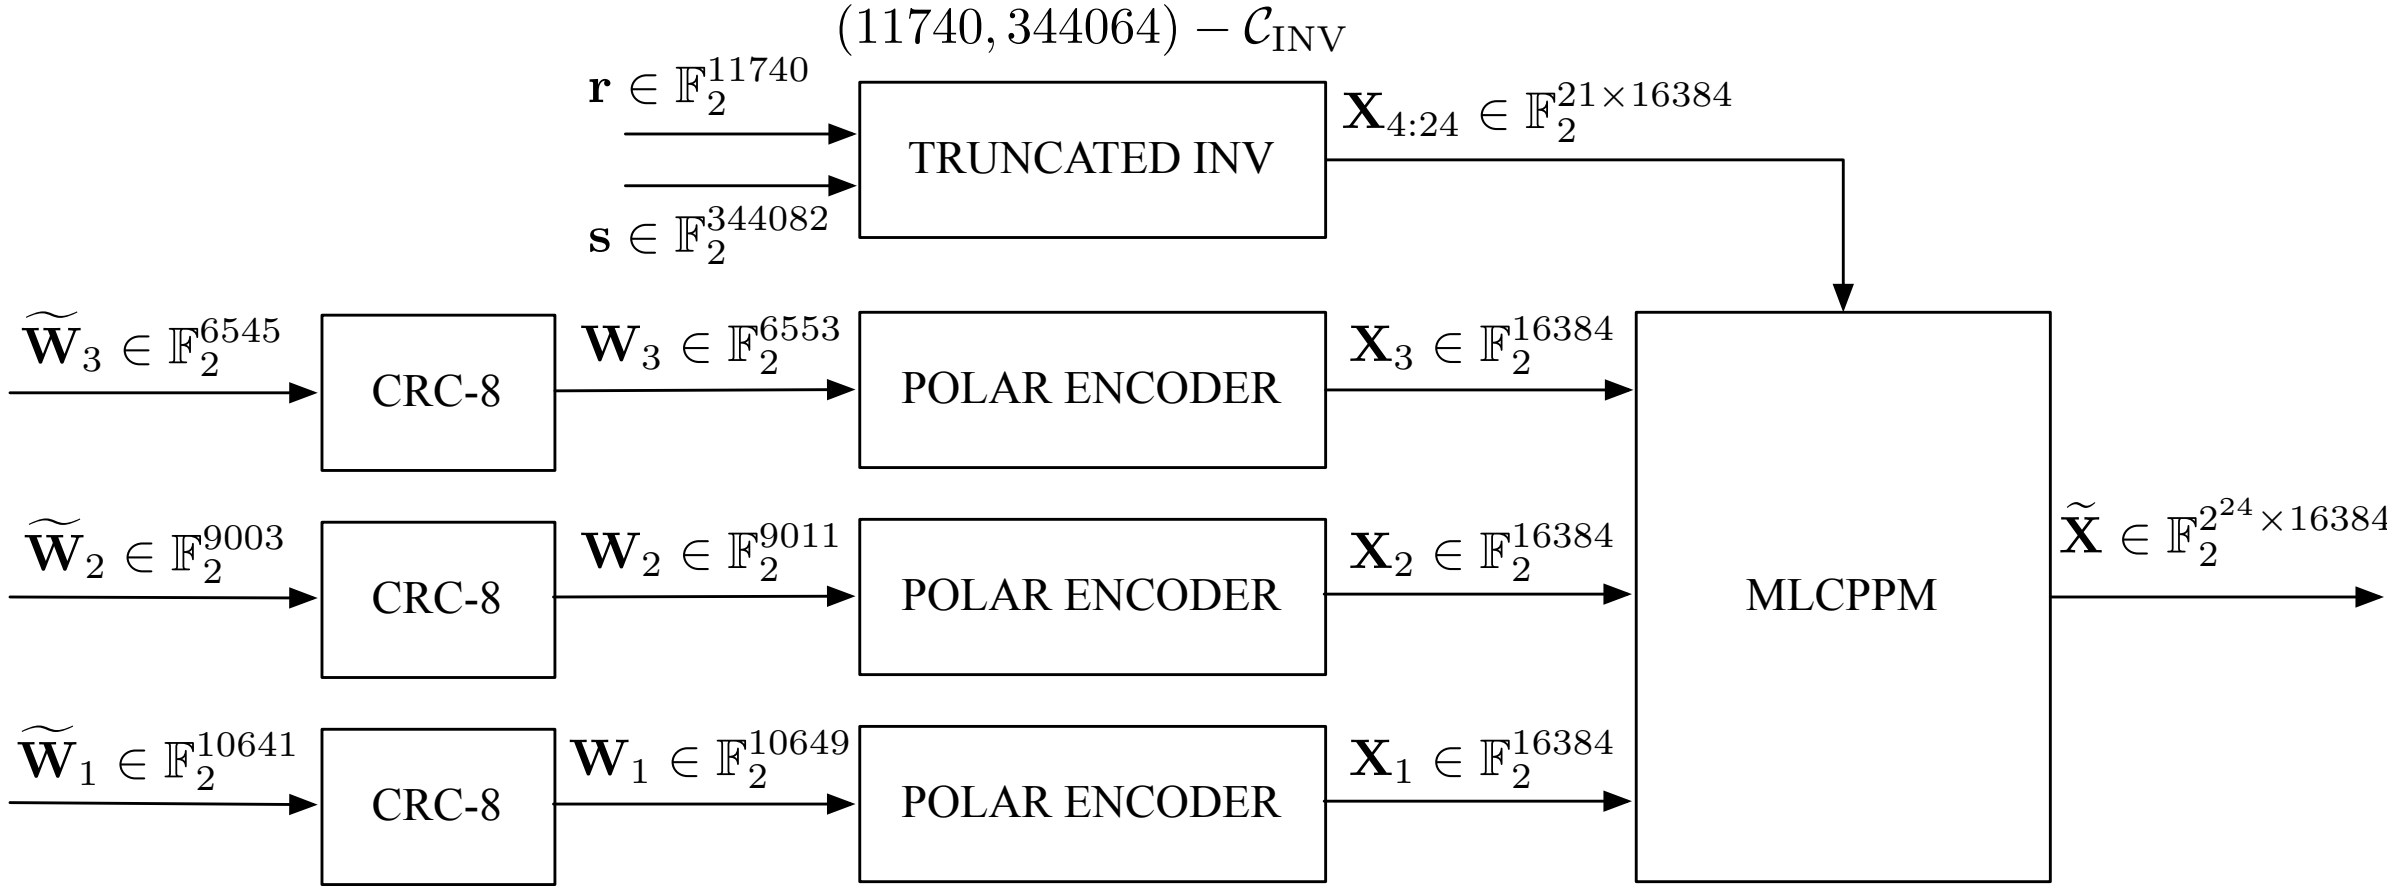 (11740, 344064) − 𝒞_INV
r ∈ 𝔽_2^11740
TRUNCATED INV
X_{4:24} ∈ 𝔽_2^{21×16384}
s ∈ 𝔽_2^344082
W̃_3 ∈ 𝔽_2^6545
CRC-8
W_3 ∈ 𝔽_2^6553
POLAR ENCODER
X_3 ∈ 𝔽_2^16384
W̃_2 ∈ 𝔽_2^9003
CRC-8
W_2 ∈ 𝔽_2^9011
POLAR ENCODER
X_2 ∈ 𝔽_2^16384
MLCPPM
X̃ ∈ 𝔽_2^{2^24×16384}
W̃_1 ∈ 𝔽_2^10641
CRC-8
W_1 ∈ 𝔽_2^10649
POLAR ENCODER
X_1 ∈ 𝔽_2^16384